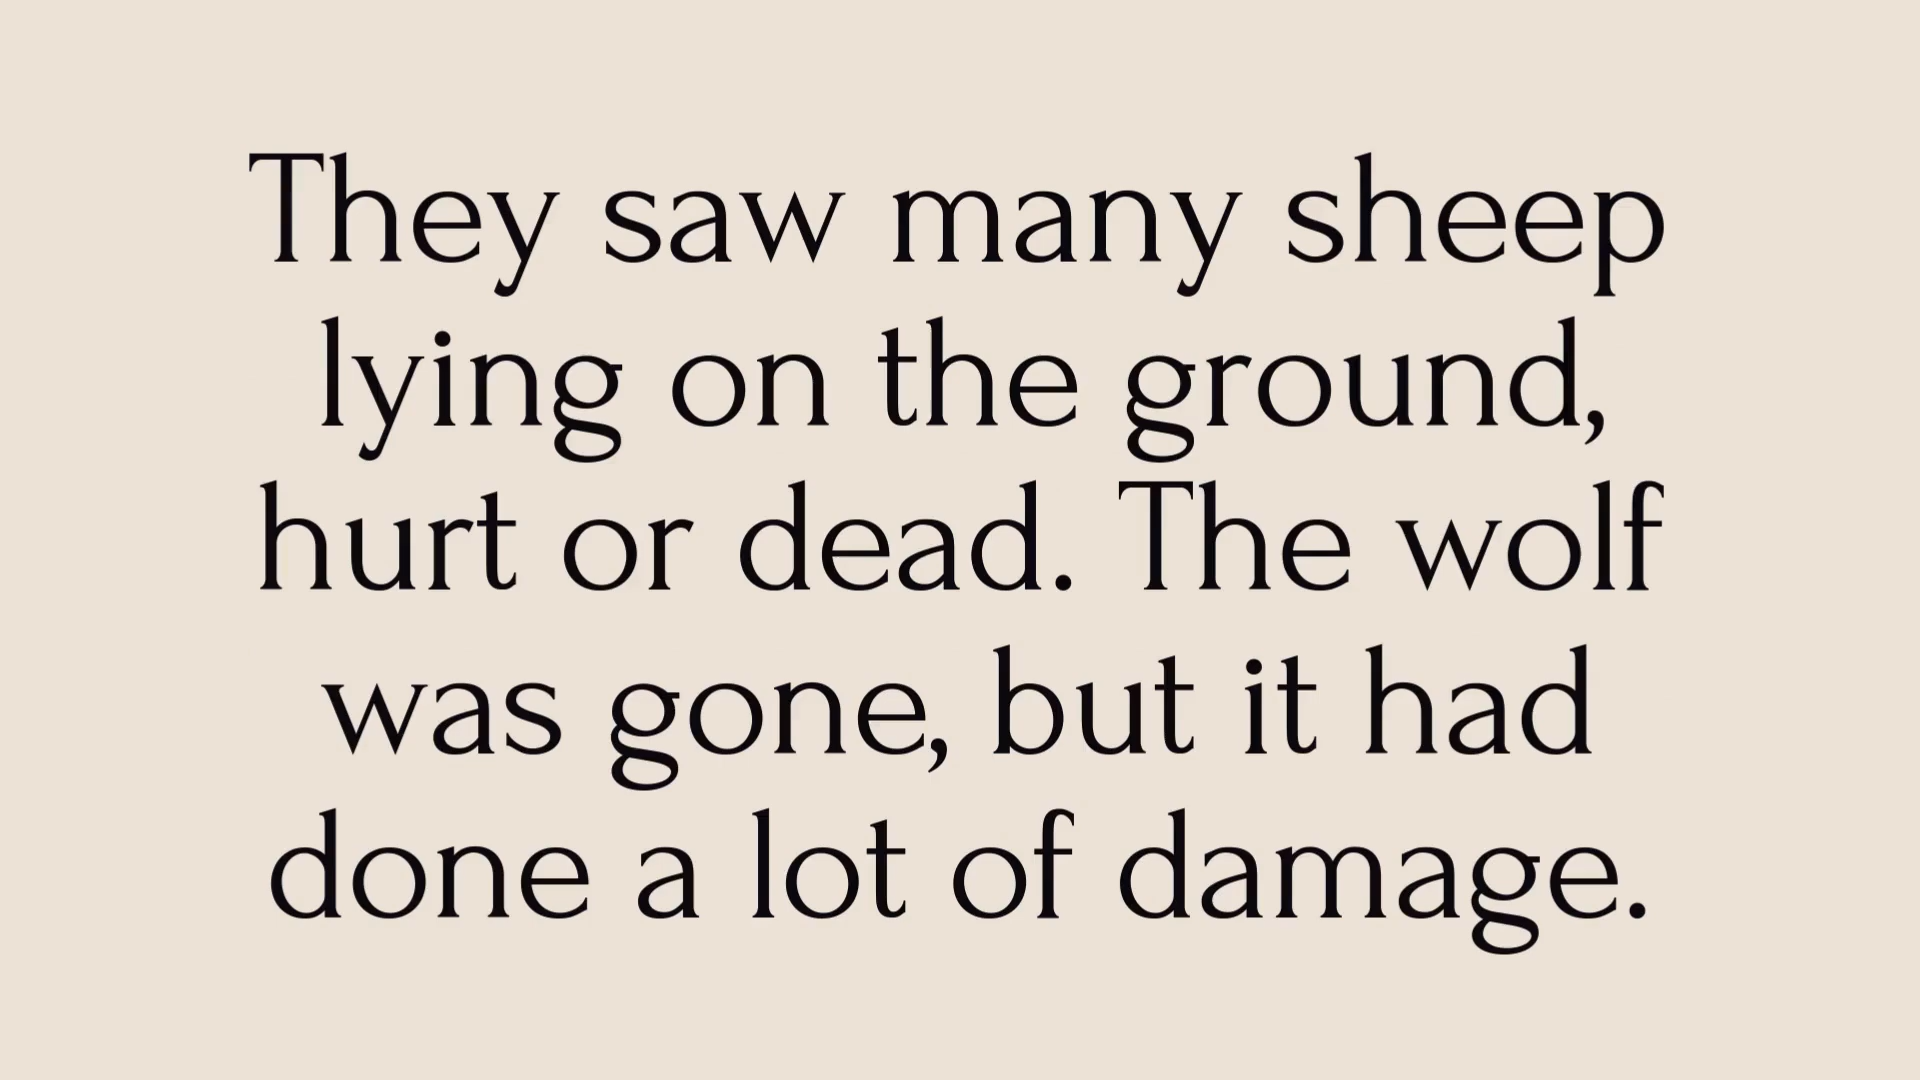 They saw many sheep
lying on the ground,
hurt or dead. The wolf
was gone, but it had
done a lot of damage.